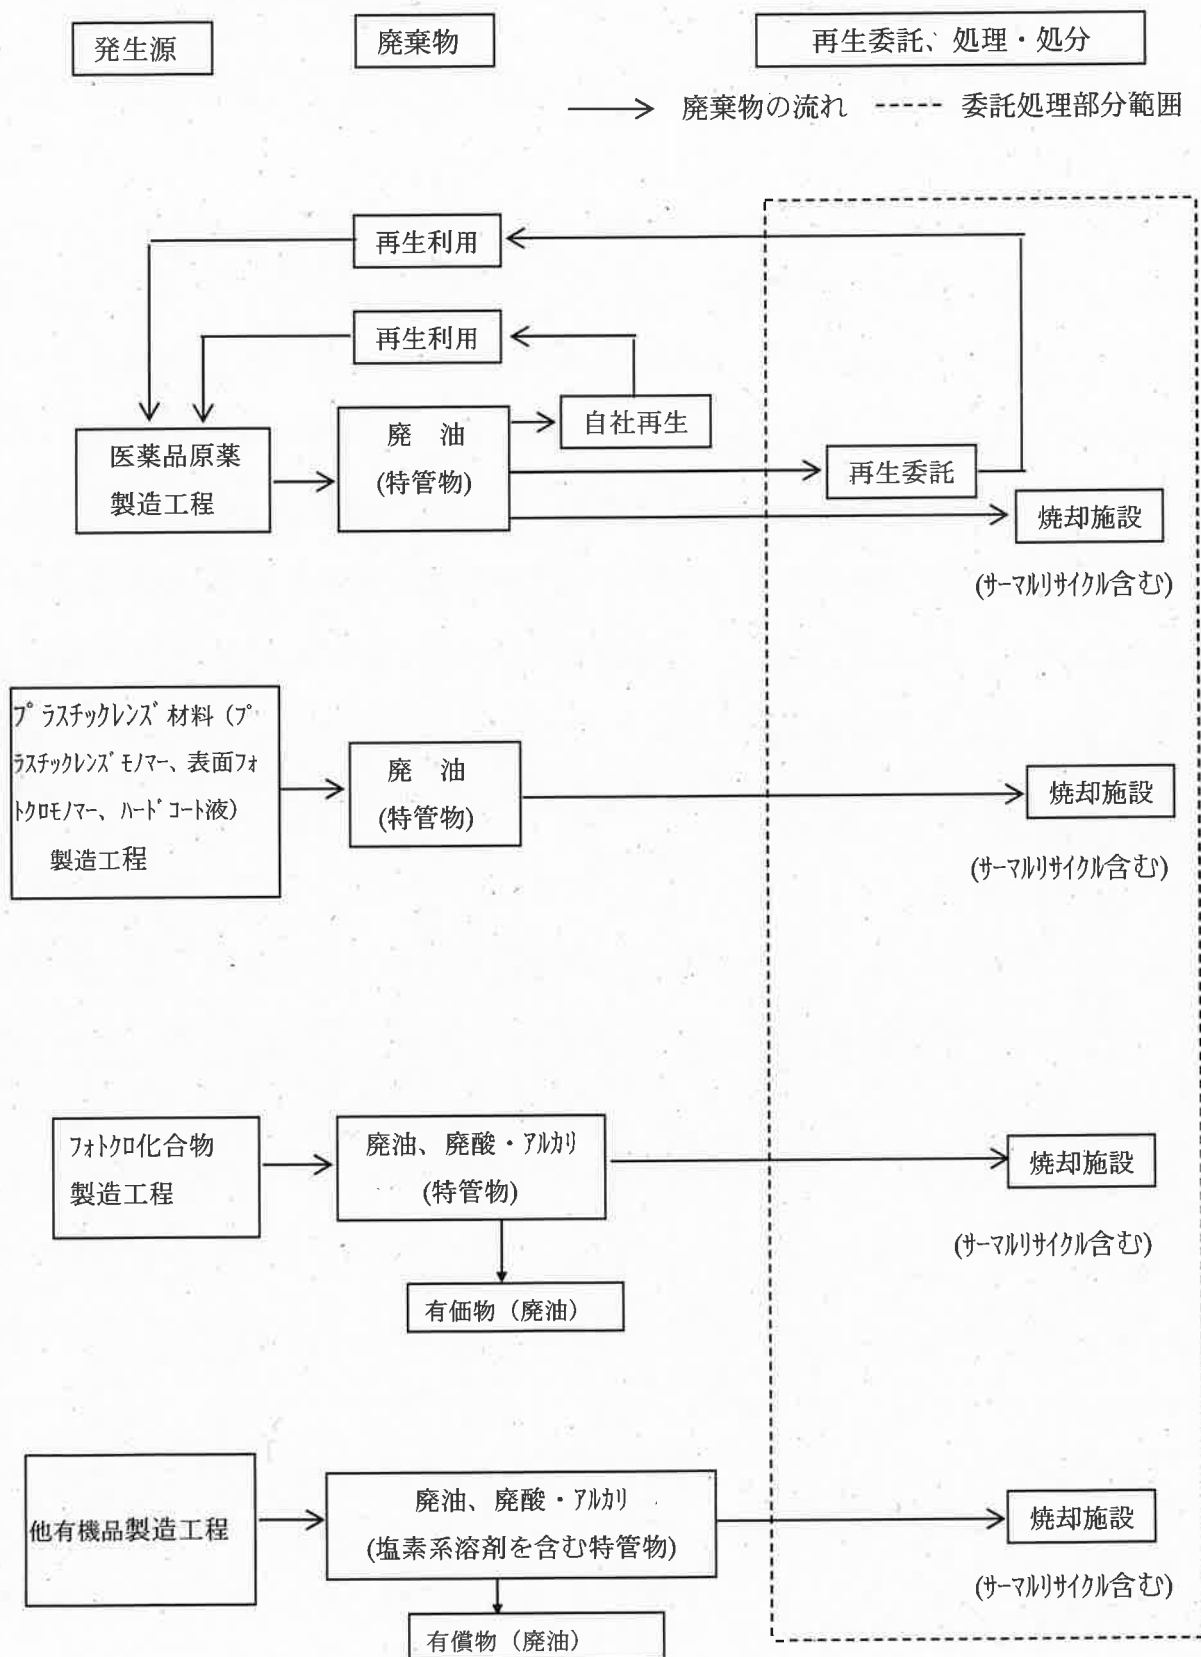 発生源
廃棄物
再生委託、処理・処分
廃棄物の流れ
委託処理部分範囲
再生利用
再生利用
自社再生
医薬品原薬
製造工程
廃　油
(特管物)
再生委託
焼却施設
(ｻｰﾏﾙﾘｻｲｸﾙ含む)
ﾌﾟﾗｽﾁｯｸﾚﾝｽﾞ材料（ﾌﾟ
ﾗｽﾁｯｸﾚﾝｽﾞﾓﾉﾏｰ、表面ﾌｫ
ﾄｸﾛﾓﾉﾏｰ、ﾊｰﾄﾞｺｰﾄ液）
製造工程
廃　油
(特管物)
焼却施設
(ｻｰﾏﾙﾘｻｲｸﾙ含む)
ﾌｫﾄｸﾛ化合物
製造工程
廃油、廃酸・ｱﾙｶﾘ
(特管物)
焼却施設
(ｻｰﾏﾙﾘｻｲｸﾙ含む)
有価物（廃油）
他有機品製造工程
廃油、廃酸・ｱﾙｶﾘ
(塩素系溶剤を含む特管物)
焼却施設
(ｻｰﾏﾙﾘｻｲｸﾙ含む)
有償物（廃油）